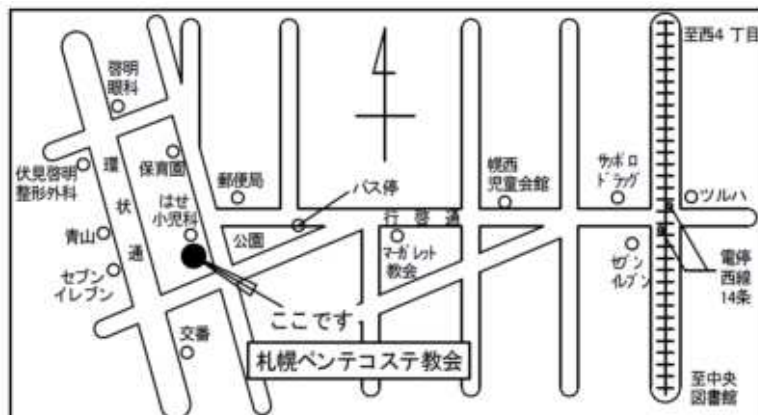 至西4 丁目
啓明
眼科
環状通
保育園
伏見啓明
整形外科
郵便局
バス停
幌西
児童会館
サッポロ
ドラッグ
ツルハ
はせ
小児科
行啓通
青山
公園
マーガレット
教会
セブン
イレブン
セブン
イレブン
電停
西線
14条
ここです
交番
札幌ペンテコステ教会
至中央
図書館